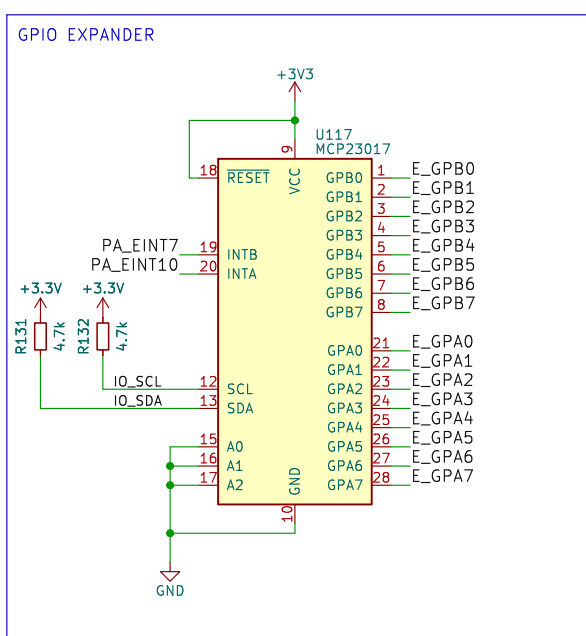 GPIO EXPANDER
+3V3
U117
MCP23017
9
VCC
18 RESET
GPB0 1 E_GPB0
GPB1 2 E_GPB1
GPB2 3 E_GPB2
GPB3 4 E_GPB3
PA_EINT7 19 INTB
GPB4 5 E_GPB4
PA_EINT10 20 INTA
GPB5 6 E_GPB5
GPB6 7 E_GPB6
GPB7 8 E_GPB7
+3.3V
+3.3V
R131
4.7k
R132
4.7k
GPA0 21 E_GPA0
GPA1 22 E_GPA1
IO_SCL 12 SCL
GPA2 23 E_GPA2
IO_SDA 13 SDA
GPA3 24 E_GPA3
GPA4 25 E_GPA4
15 A0
GPA5 26 E_GPA5
16 A1
GPA6 27 E_GPA6
17 A2
GPA7 28 E_GPA7
GND
10
GND